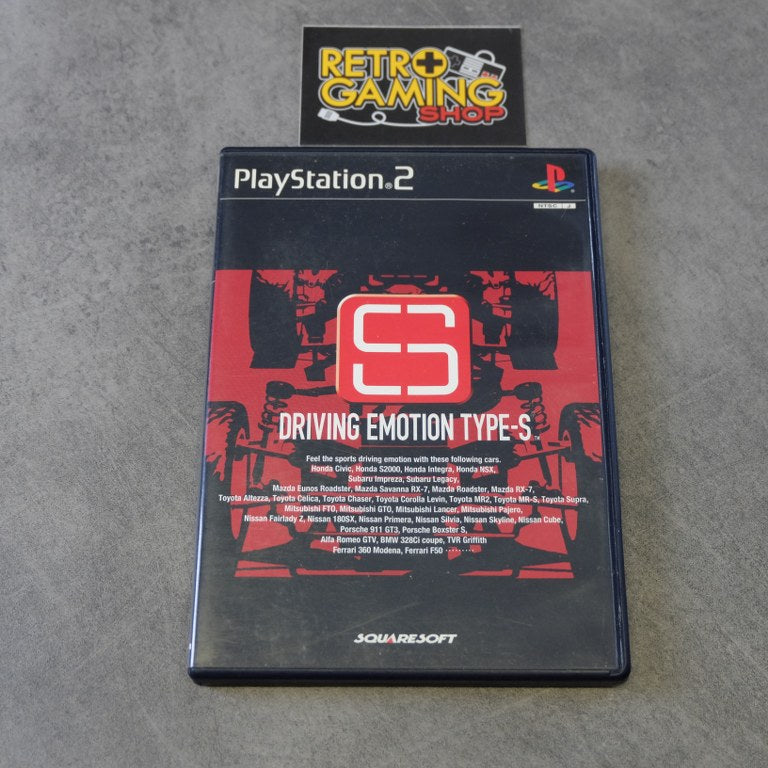 RETRO
GAMING
SHOP
PlayStation®2
NTSC J
S
DRIVING EMOTION TYPE-S™
Feel the sports driving emotion with these following cars.
Honda Civic, Honda S2000, Honda Integra, Honda NSX,
Subaru Impreza, Subaru Legacy,
Mazda Eunos Roadster, Mazda Savanna RX-7, Mazda Roadster, Mazda RX-7,
Toyota Altezza, Toyota Celica, Toyota Chaser, Toyota Corolla Levin, Toyota MR2, Toyota MR-S, Toyota Supra,
Mitsubishi FTO, Mitsubishi GTO, Mitsubishi Lancer, Mitsubishi Pajero,
Nissan Fairlady Z, Nissan 180SX, Nissan Primera, Nissan Silvia, Nissan Skyline, Nissan Cube,
Porsche 911 GT3, Porsche Boxster S,
Alfa Romeo GTV, BMW 328Ci coupe, TVR Griffith
Ferrari 360 Modena, Ferrari F50 ·········
SQUARESOFT